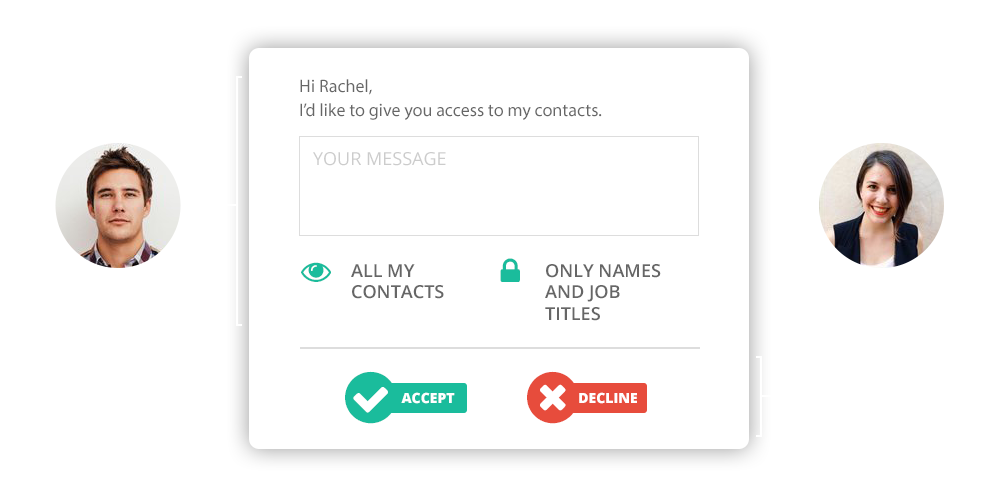 Hi Rachel,
I'd like to give you access to my contacts.
YOUR MESSAGE
ALL MY
CONTACTS
ONLY NAMES
AND JOB
TITLES
ACCEPT
DECLINE